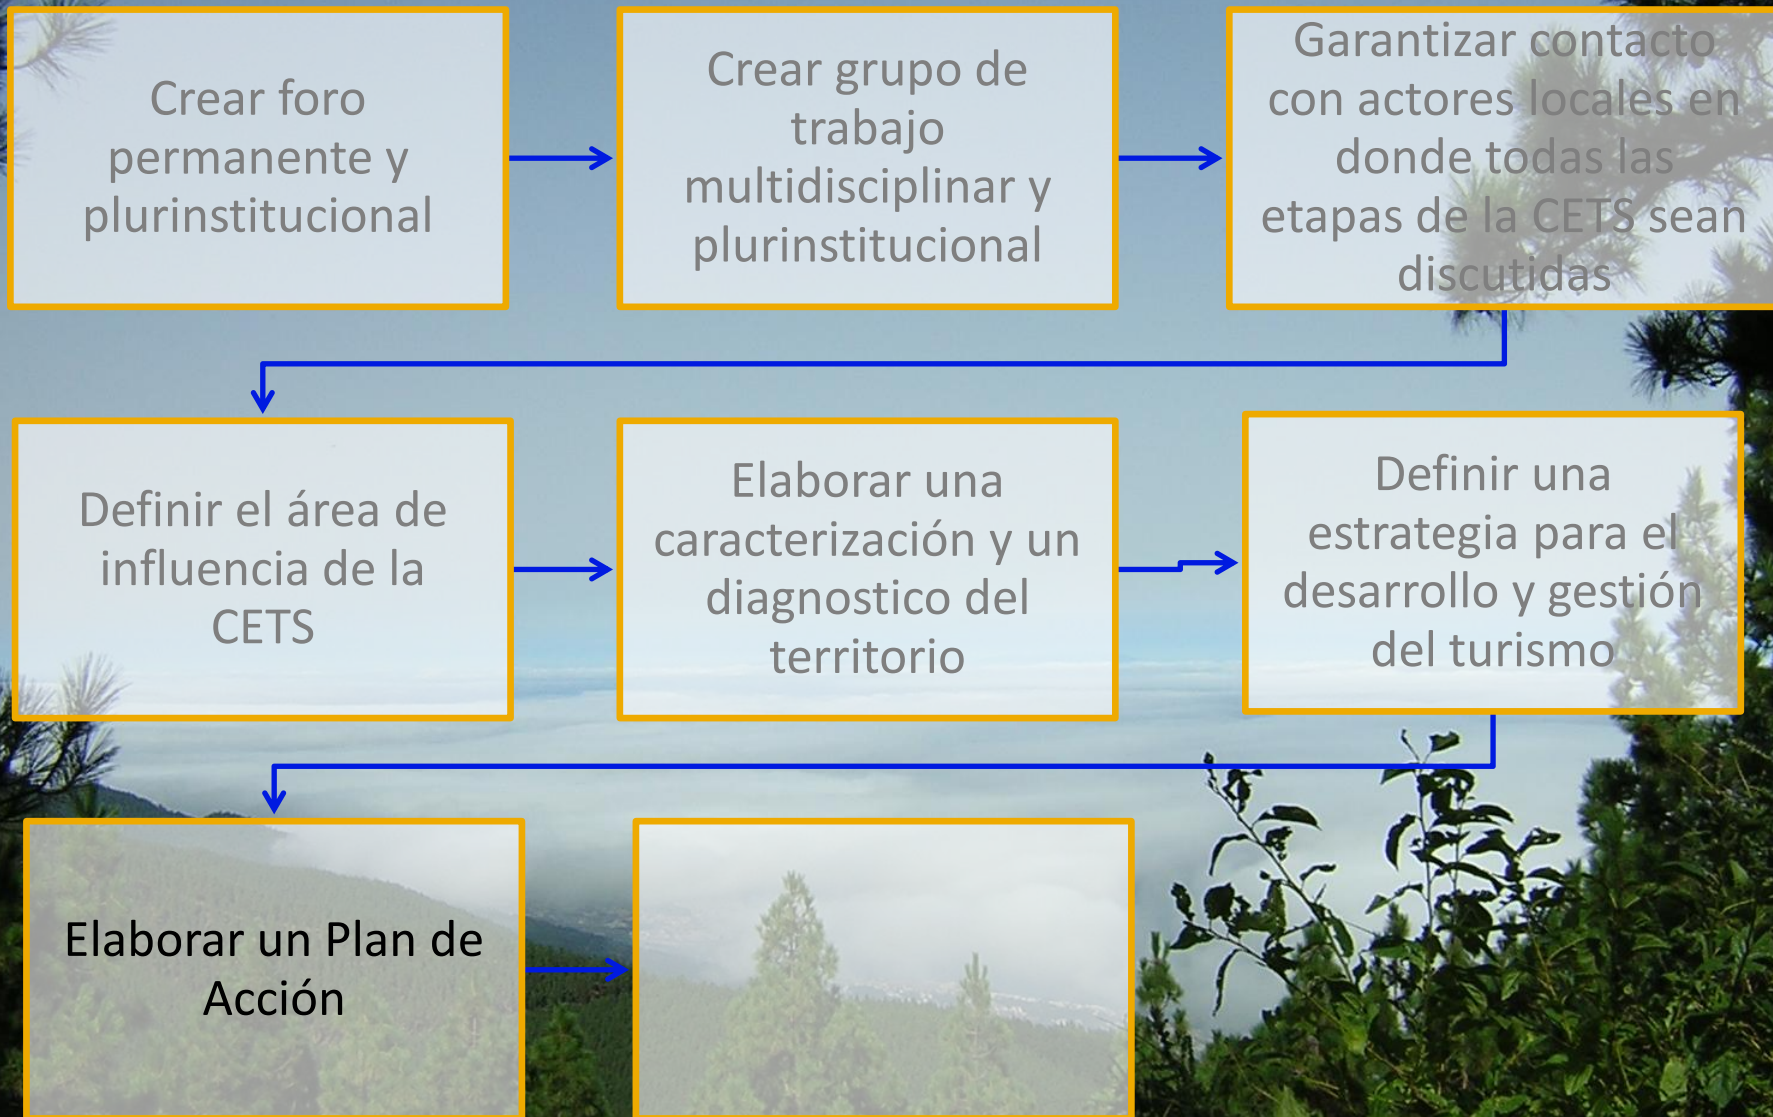 Crear foro
permanente y
plurinstitucional
Crear grupo de
trabajo
multidisciplinar y
plurinstitucional
Garantizar contacto
con actores locales en
donde todas las
etapas de la CETS sean
discutidas
Definir el área de
influencia de la
CETS
Elaborar una
caracterización y un
diagnostico del
territorio
Definir una
estrategia para el
desarrollo y gestión
del turismo
Elaborar un Plan de
Acción